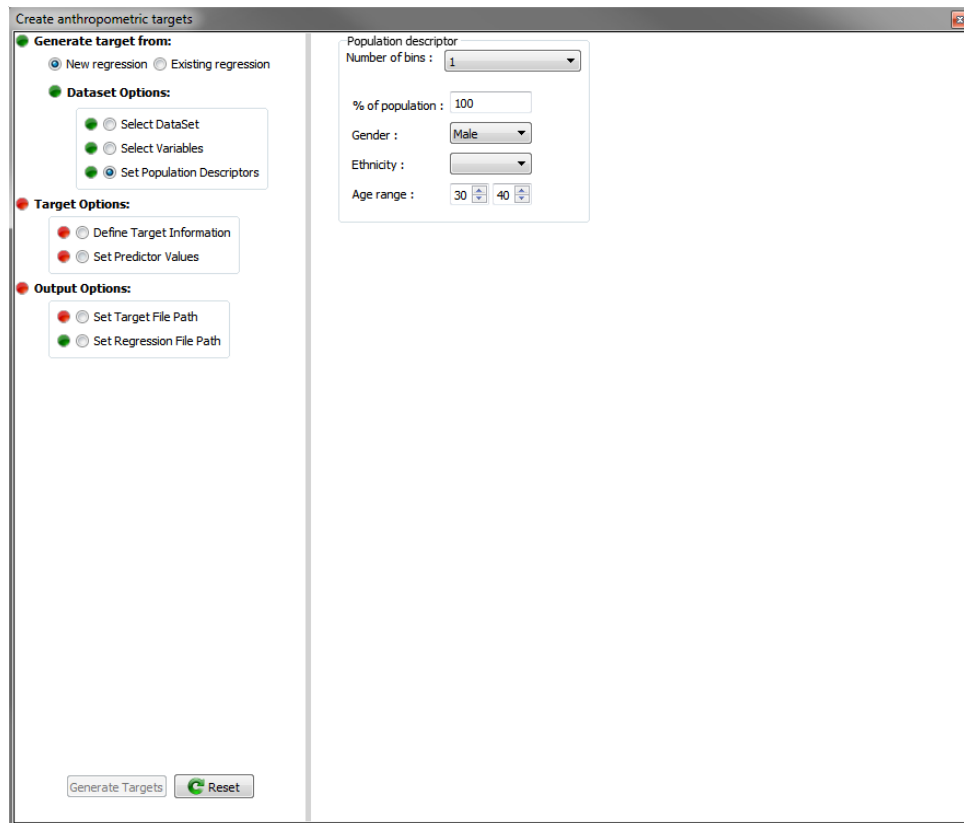 Create anthropometric targets
Generate target from:
New regression Existing regression
Dataset Options:
Select DataSet
Select Variables
Set Population Descriptors
Target Options:
Define Target Information
Set Predictor Values
Output Options:
Set Target File Path
Set Regression File Path
Generate Targets Reset
Population descriptor
Number of bins : 1
% of population : 100
Gender : Male
Ethnicity :
Age range : 30 40